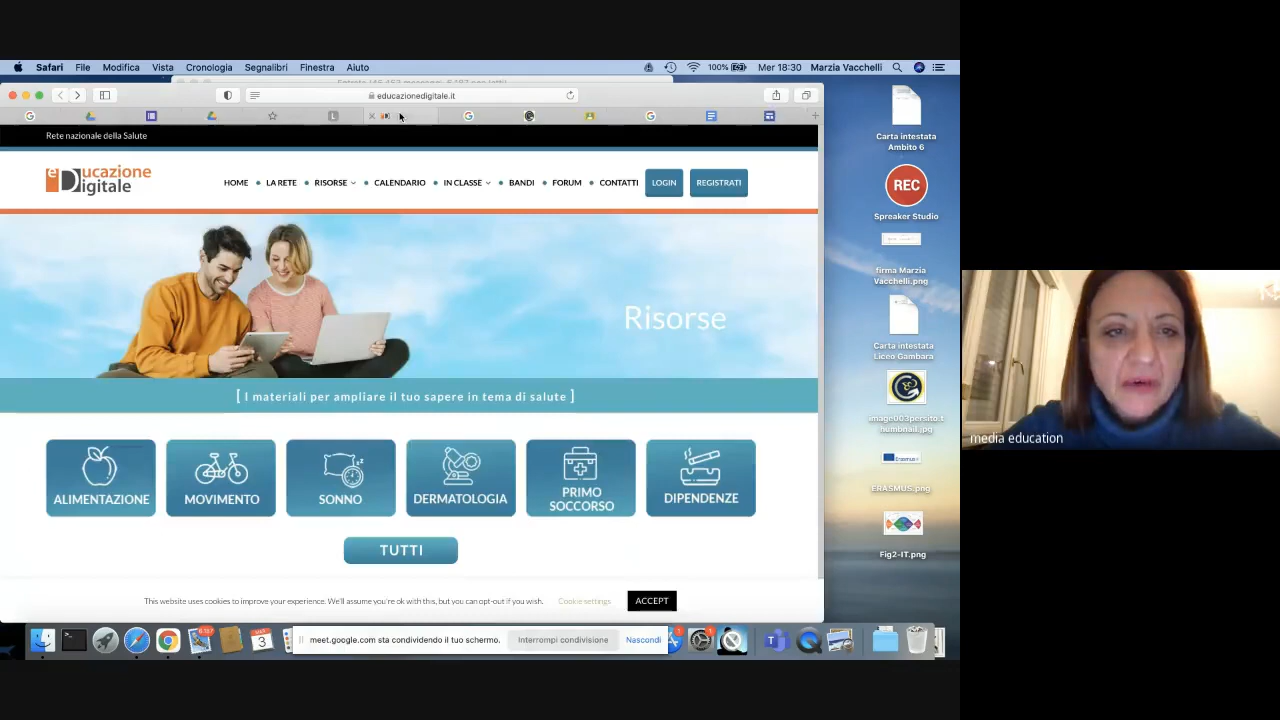 Safari File Modifica Vista Cronologia Segnalibri Finestra Aiuto 100% Mer 18:30 Marzia Vacchelli
educazionedigitale.it
Rete nazionale della Salute
eDucazione
Digitale
HOME LA RETE RISORSE CALENDARIO IN CLASSE BANDI FORUM CONTATTI LOGIN REGISTRATI
Risorse
[ I materiali per ampliare il tuo sapere in tema di salute ]
ALIMENTAZIONE
MOVIMENTO
SONNO
DERMATOLOGIA
PRIMO
SOCCORSO
DIPENDENZE
TUTTI
This website uses cookies to improve your experience. We'll assume you're ok with this, but you can opt-out if you wish. Cookie settings ACCEPT
meet.google.com sta condividendo il tuo schermo. Interrompi condivisione Nascondi
Carta intestata
Ambito 6
REC
Spreaker Studio
firma Marzia
Vacchelli.png
Carta intestata
Liceo Gambara
ERASMUS.png
Fig2-IT.png
media education